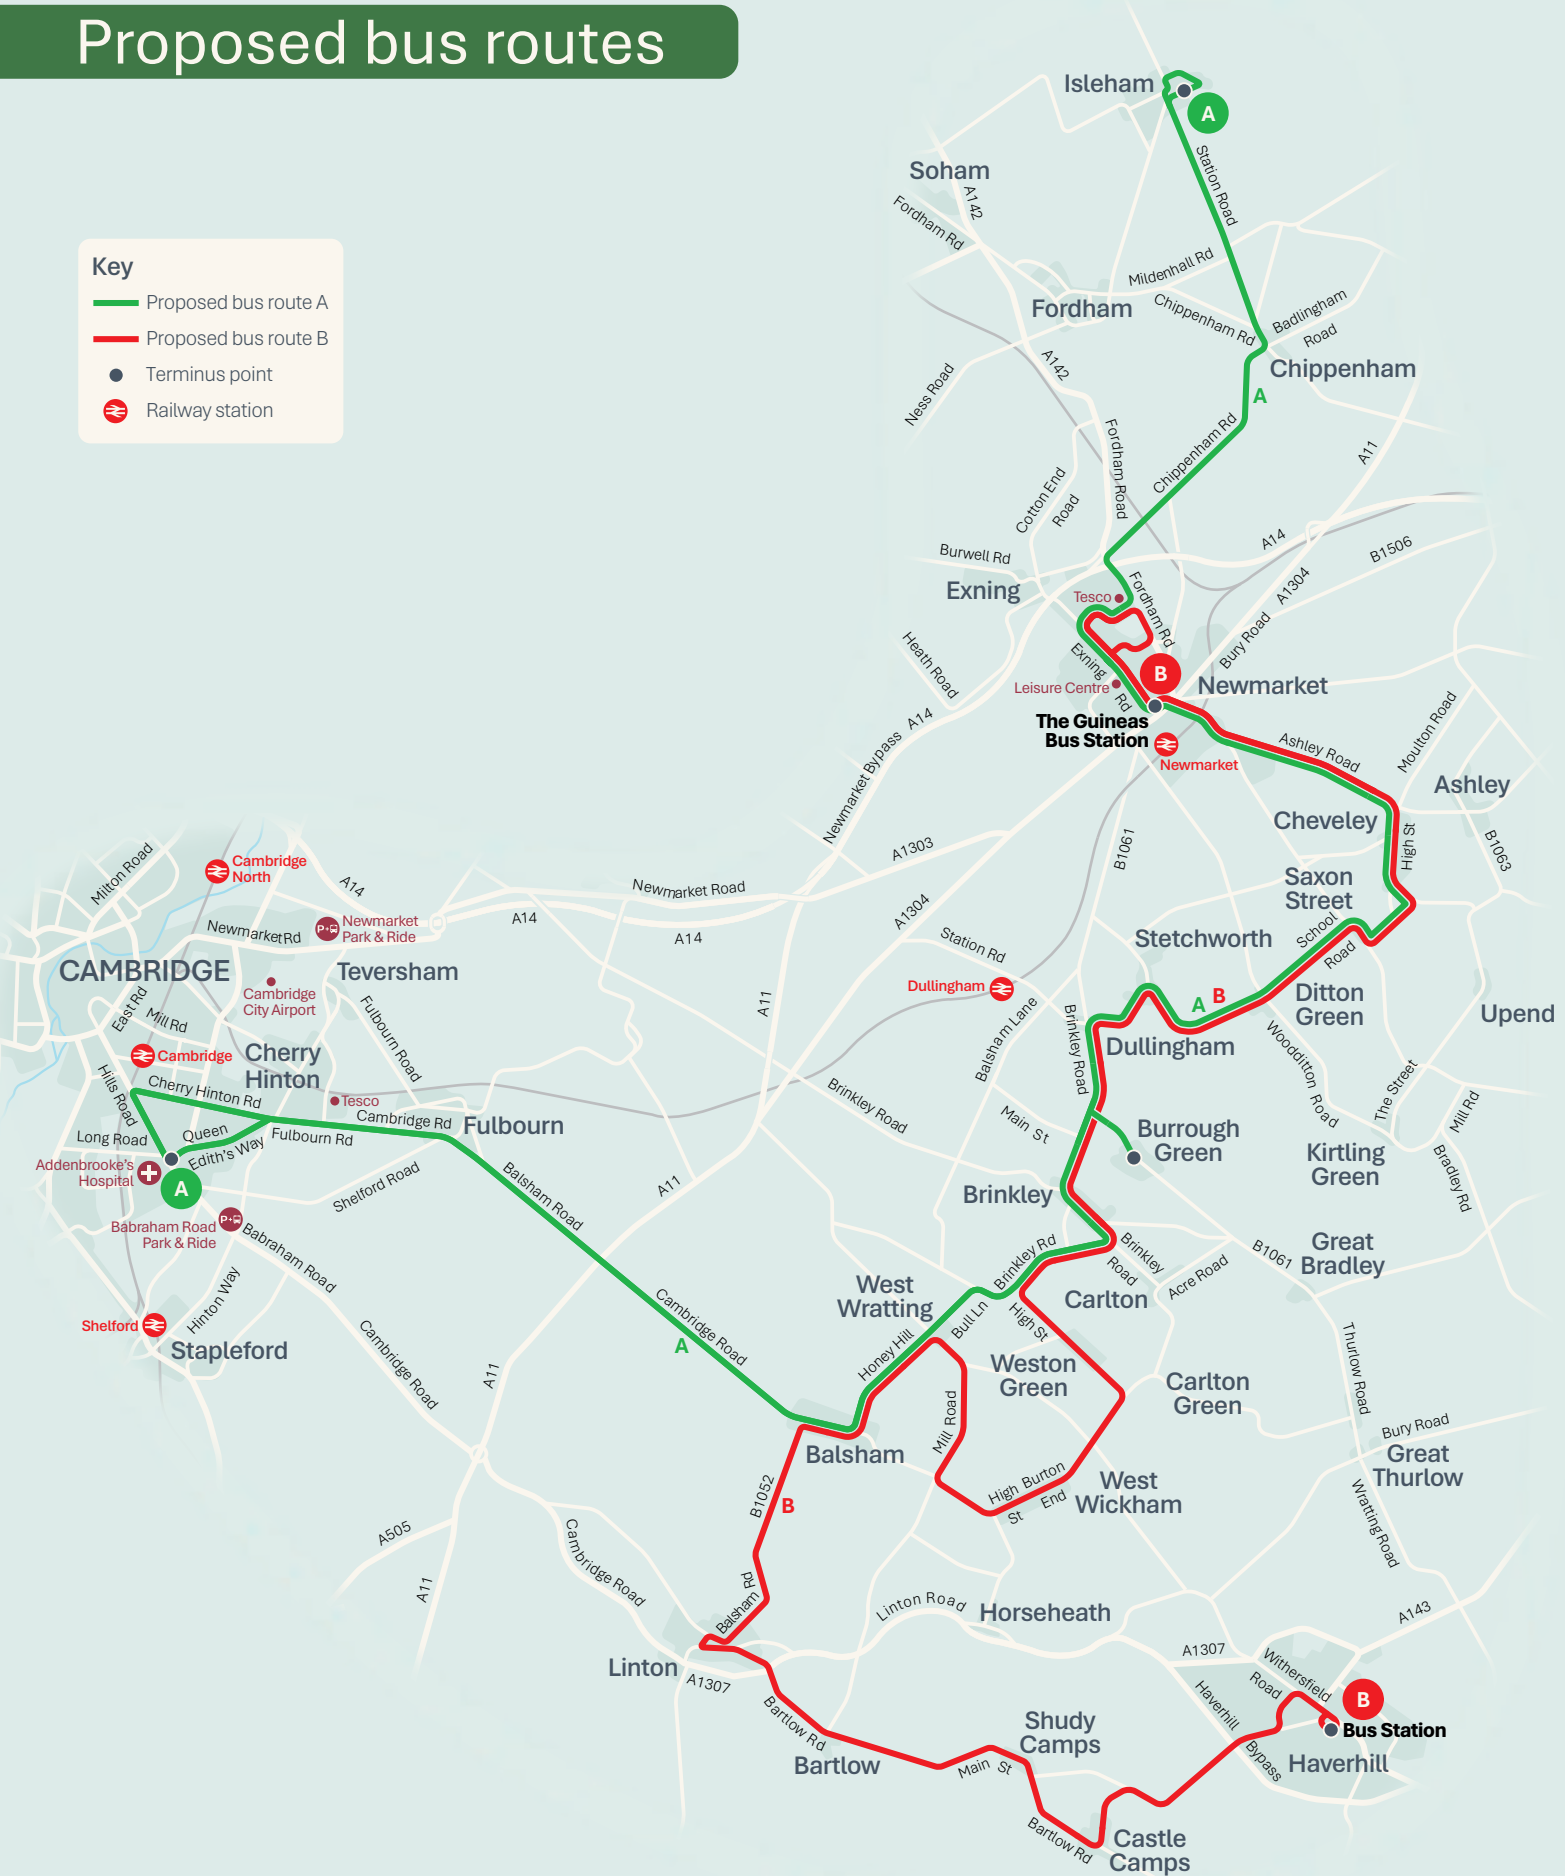 Proposed bus routes
Key
Proposed bus route A
Proposed bus route B
Terminus point
Railway station
Isleham
A
Station Road
Soham
A142
Fordham Rd
Mildenhall Rd
Fordham
Chippenham Rd
Badlingham
Road
Chippenham
A
A142
Ness Road
Fordham Road
Chippenham Rd
A11
Cotton End
Road
A14
B1506
Burwell Rd
Exning
A1304
Tesco
Fordham Rd
Bury Road
Heath Road
Exning
Rd
Leisure Centre
B
Newmarket
The Guineas
Bus Station
Newmarket
A14
Newmarket Bypass
Ashley Road
Moulton Road
Ashley
Cheveley
High St
B1063
B1061
A1303
Milton Road
Cambridge
North
A14
Newmarket Road
Saxon
Street
A1304
A14
A14
Newmarket Rd
P+
Newmarket
Park & Ride
School
Road
Stetchworth
Station Rd
CAMBRIDGE
Teversham
Dullingham
Cambridge
City Airport
East Rd
Mill Rd
Fulbourn Road
A11
Balsham Lane
Brinkley Road
A
B
Ditton
Green
Upend
Dullingham
Woodditton Road
Cambridge
Cherry
Hinton
Hills Road
Cherry Hinton Rd
Tesco
Cambridge Rd
Fulbourn
Brinkley Road
Main St
The Street
Mill Rd
Long Road
Queen
Edith's Way
Fulbourn Rd
Burrough
Green
Kirtling
Green
Bradley Rd
Addenbrooke's
Hospital
A
Shelford Road
Balsham Road
A11
Brinkley
Babraham Road
Park & Ride
P+
Babraham Road
Brinkley Rd
Brinkley
Road
Acre Road
B1061
Great
Bradley
Hinton Way
West
Wratting
Carlton
Shelford
Stapleford
Cambridge Road
Cambridge Road
A
Bull Ln
High St
Honey Hill
Thurlow Road
A11
Weston
Green
Carlton
Green
Mill Road
Bury Road
Balsham
Great
Thurlow
B1052
B
High Burton
St End
West
Wickham
Wratting Road
A505
Cambridge Road
A11
Balsham
Rd
Linton Road
Horseheath
A143
Linton
A1307
A1307
Withersfield
Road
Haverhill
Bypass
B
Bus Station
Bartlow Rd
Shudy
Camps
Bartlow
Main St
Haverhill
Bartlow Rd
Castle
Camps